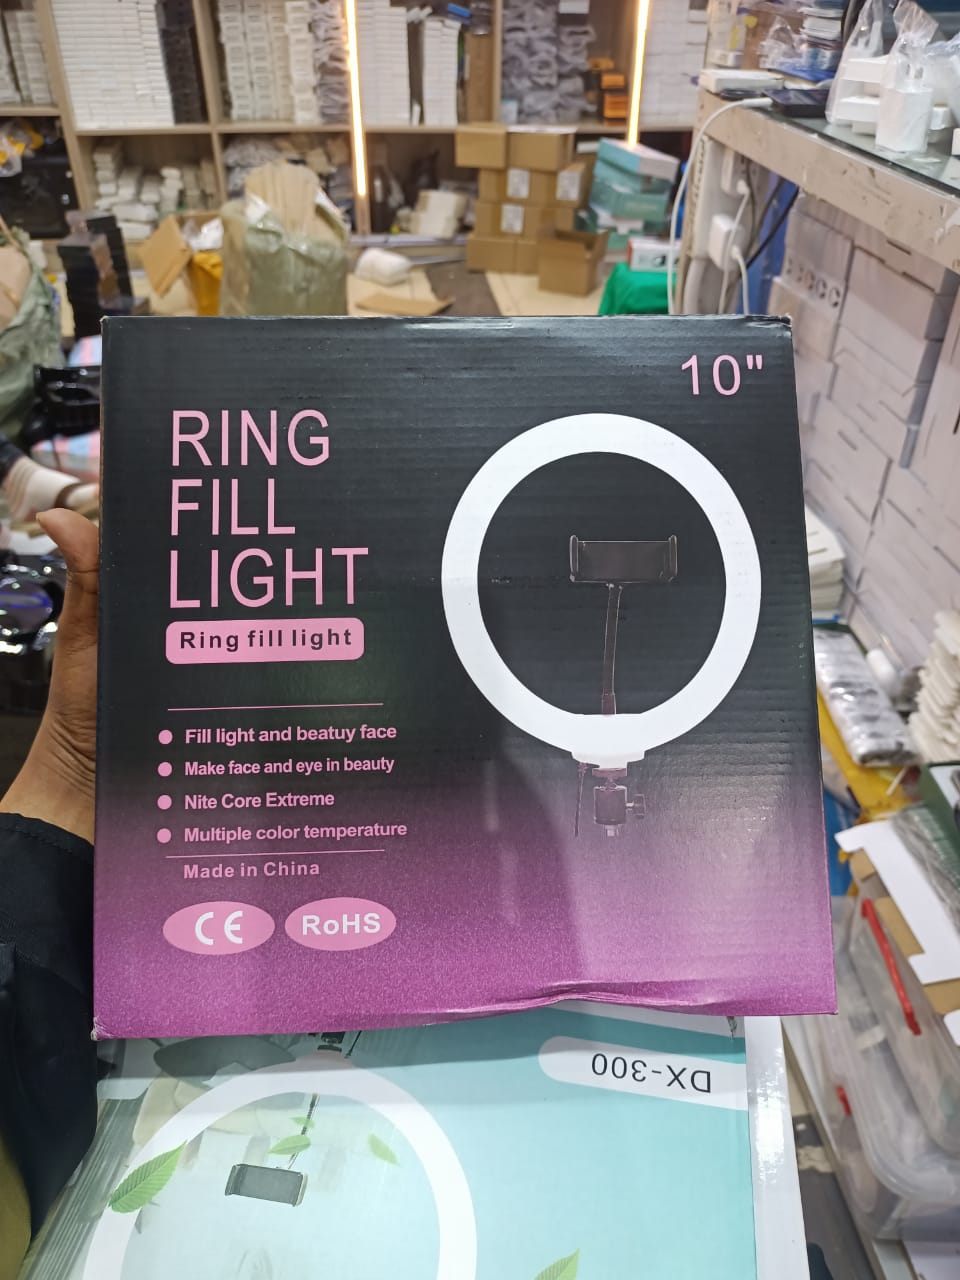 10"
RING
FILL
LIGHT
Ring fill light
Fill light and beatuy face
Make face and eye in beauty
Nite Core Extreme
Multiple color temperature
Made in China
CE
RoHS
DX-300